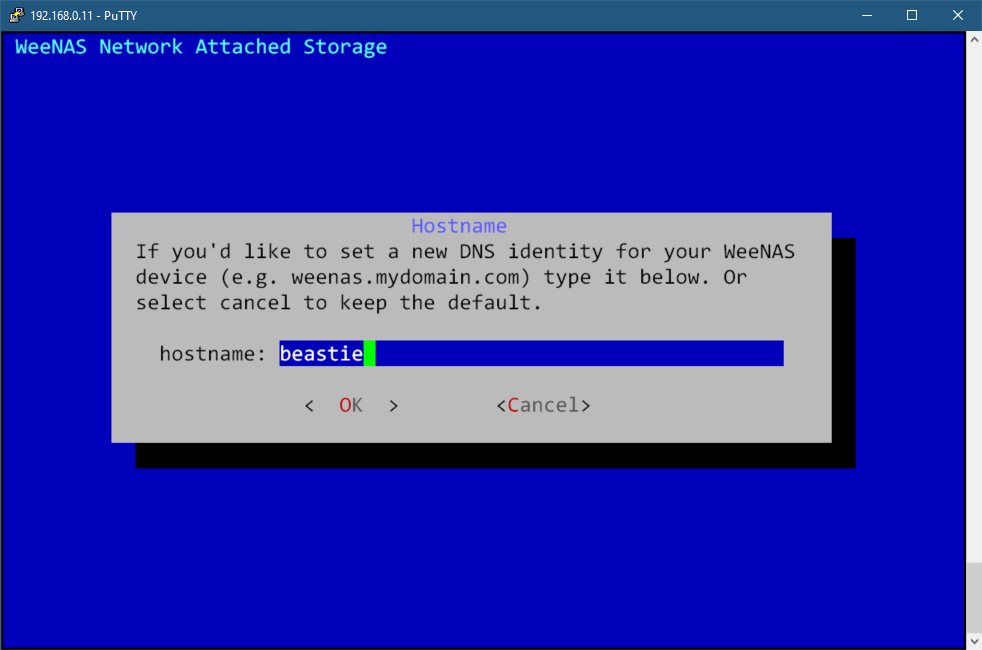 192.168.0.11 - PuTTY
WeeNAS Network Attached Storage
Hostname
If you'd like to set a new DNS identity for your WeeNAS
device (e.g. weenas.mydomain.com) type it below. Or
select cancel to keep the default.
hostname: beastie
< OK > <Cancel>